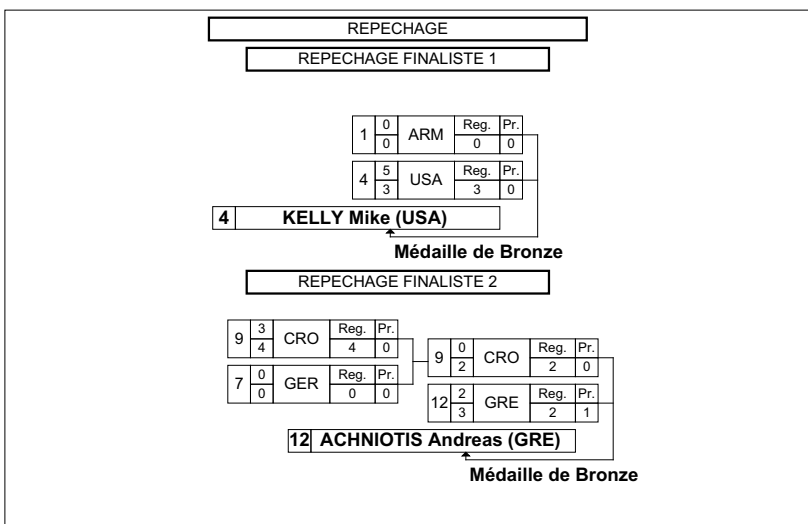 REPECHAGE
REPECHAGE FINALISTE 1
1 0 ARM Reg. Pr.
0 0 0
4 5 USA Reg. Pr.
3 3 0
4 KELLY Mike (USA)
Médaille de Bronze
REPECHAGE FINALISTE 2
9 3 CRO Reg. Pr.
4 4 0
7 0 GER Reg. Pr.
0 0 0
9 0 CRO Reg. Pr.
2 2 0
12 2 GRE Reg. Pr.
3 2 1
12 ACHNIOTIS Andreas (GRE)
Médaille de Bronze